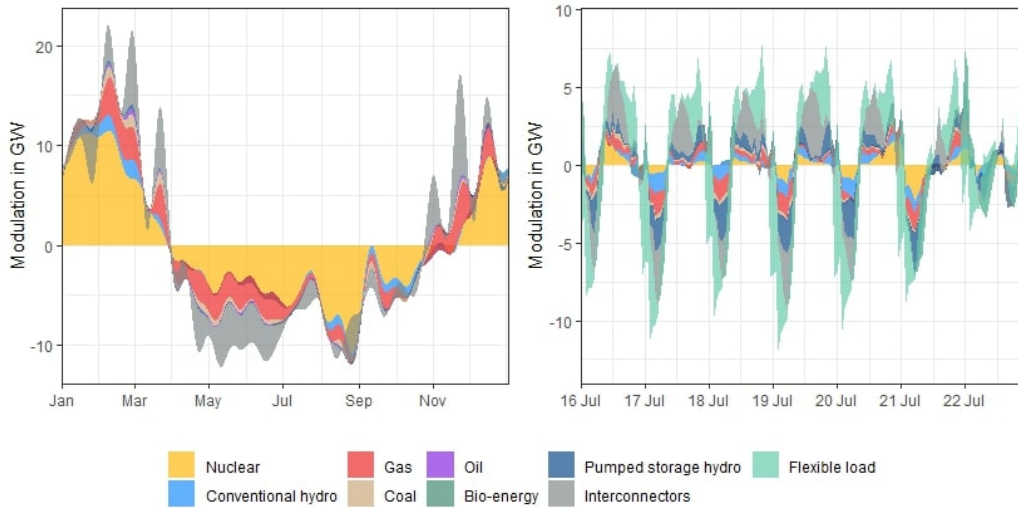 Modulation in GW
20
10
0
-10
Jan Mar May Jul Sep Nov
Modulation in GW
10
5
0
-5
-10
16 Jul 17 Jul 18 Jul 19 Jul 20 Jul 21 Jul 22 Jul
Nuclear Gas Oil Pumped storage hydro Flexible load
Conventional hydro Coal Bio-energy Interconnectors